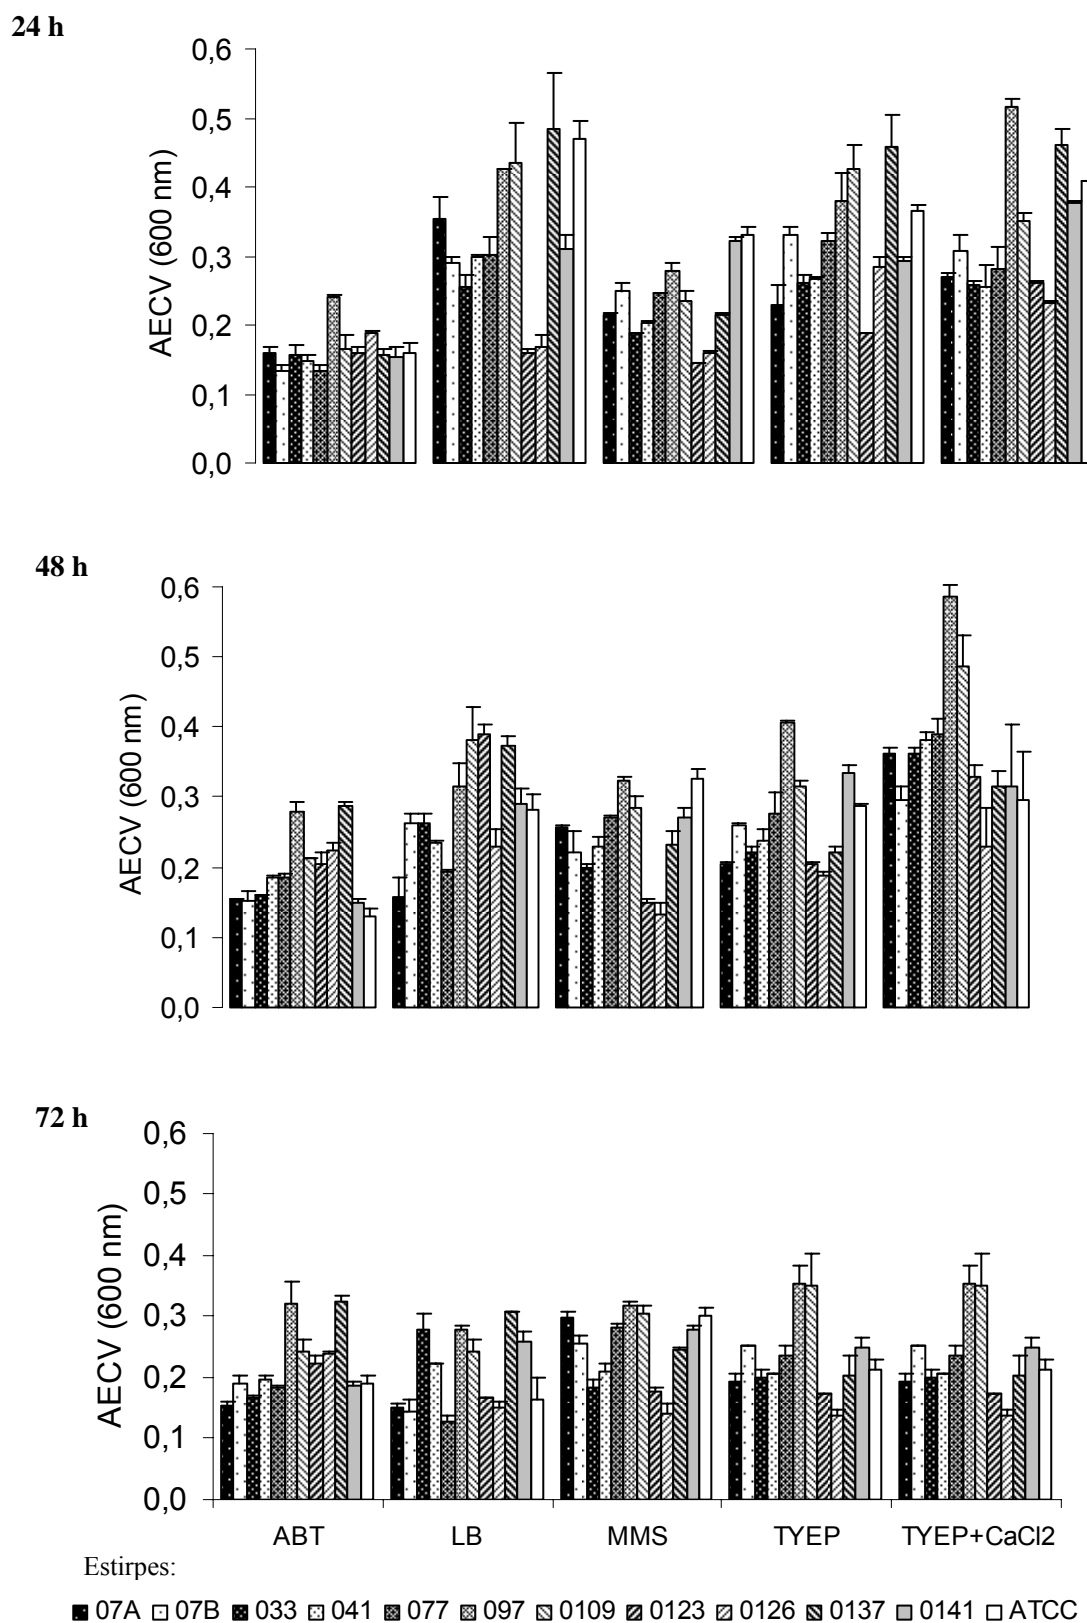 24 h
0,6
0,5
0,4
0,3
0,2
0,1
0,0
AECV (600 nm)
48 h
0,6
0,5
0,4
0,3
0,2
0,1
0,0
AECV (600 nm)
72 h
0,6
0,5
0,4
0,3
0,2
0,1
0,0
AECV (600 nm)
ABT LB MMS TYEP TYEP+CaCl2
Estirpes:
07A 07B 033 041 077 097 0109 0123 0126 0137 0141 ATCC